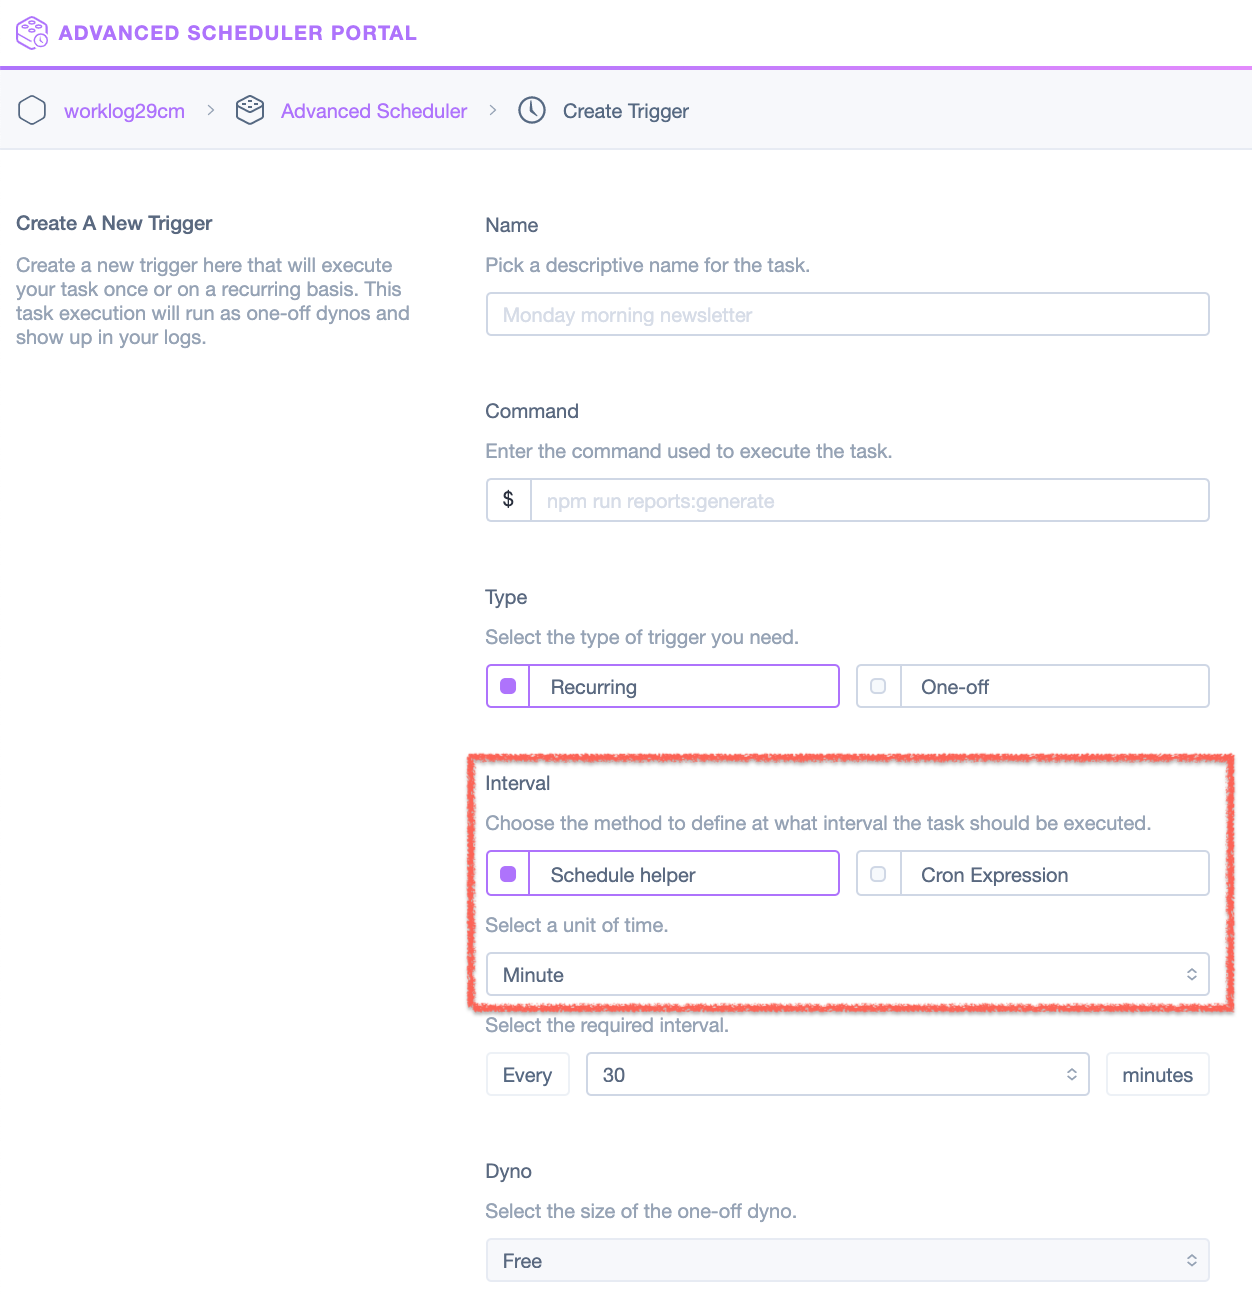 ADVANCED SCHEDULER PORTAL
worklog29cm > Advanced Scheduler > Create Trigger
Create A New Trigger
Create a new trigger here that will execute
your task once or on a recurring basis. This
task execution will run as one-off dynos and
show up in your logs.
Name
Pick a descriptive name for the task.
Monday morning newsletter
Command
Enter the command used to execute the task.
$ npm run reports:generate
Type
Select the type of trigger you need.
Recurring One-off
Interval
Choose the method to define at what interval the task should be executed.
Schedule helper Cron Expression
Select a unit of time.
Minute
Select the required interval.
Every 30 minutes
Dyno
Select the size of the one-off dyno.
Free